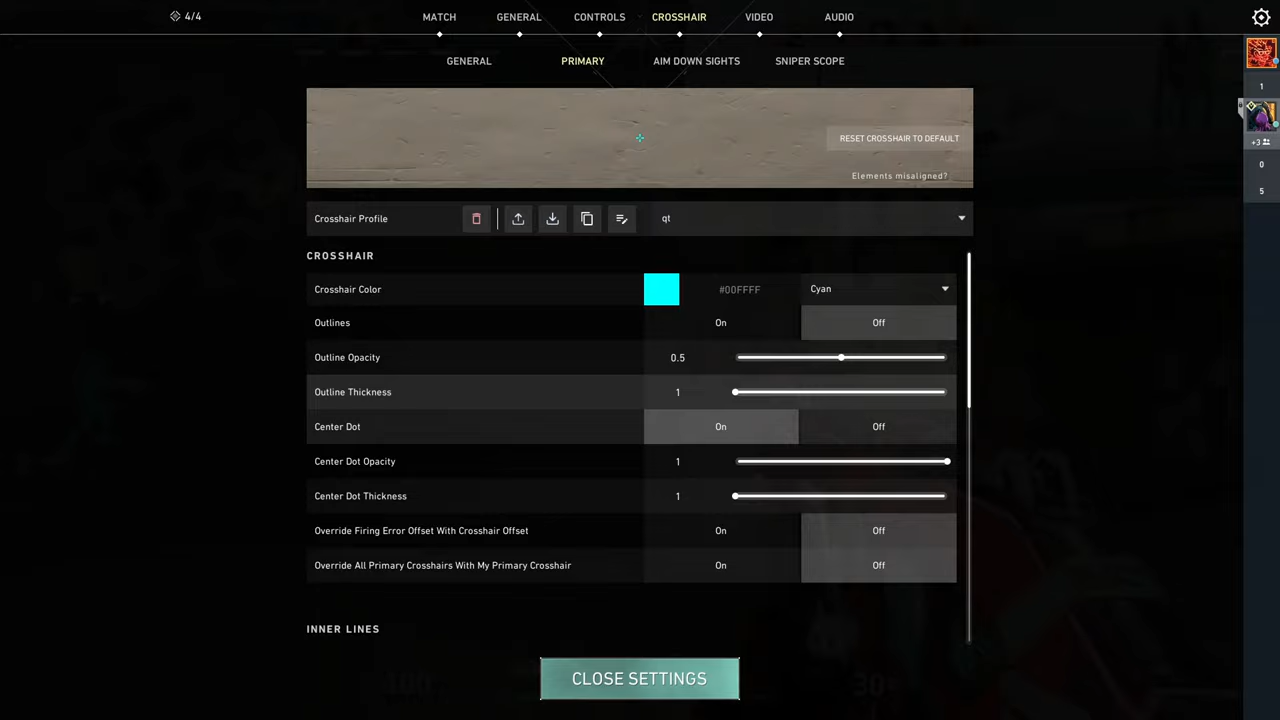 4/4
MATCH GENERAL CONTROLS CROSSHAIR VIDEO AUDIO
GENERAL PRIMARY AIM DOWN SIGHTS SNIPER SCOPE
RESET CROSSHAIR TO DEFAULT
Elements misaligned?
1
+3
0
5
Crosshair Profile qt
CROSSHAIR
Crosshair Color #00FFFF Cyan
Outlines On Off
Outline Opacity 0.5
Outline Thickness 1
Center Dot On Off
Center Dot Opacity 1
Center Dot Thickness 1
Override Firing Error Offset With Crosshair Offset On Off
Override All Primary Crosshairs With My Primary Crosshair On Off
INNER LINES
CLOSE SETTINGS
100
30